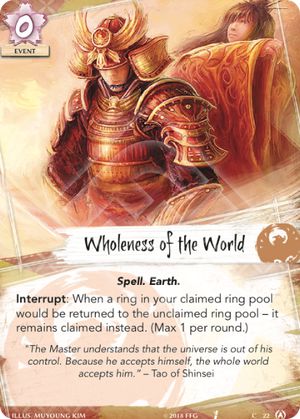 0
EVENT
Wholeness of the World
Spell. Earth.
Interrupt: When a ring in your claimed ring pool
would be returned to the unclaimed ring pool – it
remains claimed instead. (Max 1 per round.)
"The Master understands that the universe is out of his
control. Because he accepts himself, the whole world
accepts him." – Tao of Shinsei
ILLUS. MUYOUNG KIM
©2018 FFG
C 22